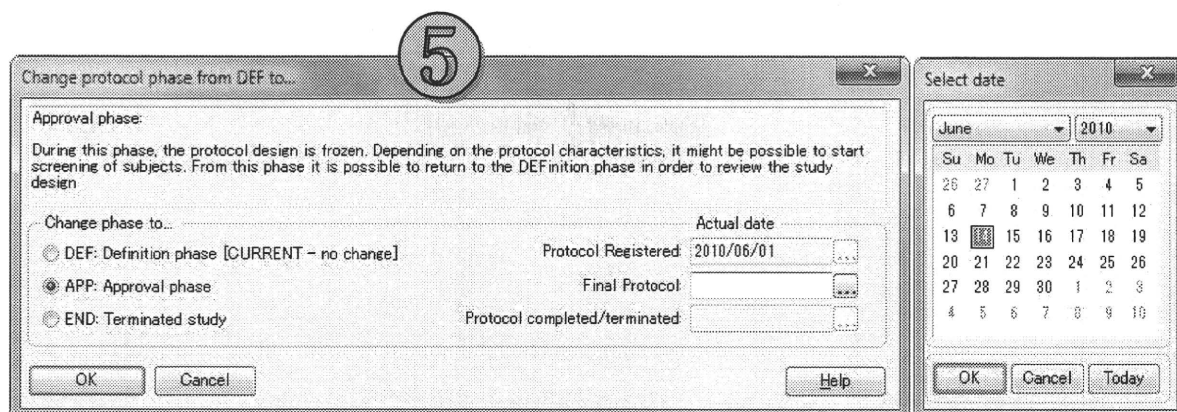 5
Change protocol phase from DEF to...
Approval phase:
During this phase, the protocol design is frozen. Depending on the protocol characteristics, it might be possible to start
screening of subjects. From this phase it is possible to return to the DEFinition phase in order to review the study
design
Change phase to...
Actual date
DEF: Definition phase [CURRENT - no change]
Protocol Registered: 2010/06/01 ...
APP: Approval phase
Final Protocol: ...
END: Terminated study
Protocol completed/terminated: ...
OK Cancel Help
Select date
June 2010
Su Mo Tu We Th Fr Sa
26 27 1 2 3 4 5
6 7 8 9 10 11 12
13 14 15 16 17 18 19
20 21 22 23 24 25 26
27 28 29 30 1 2 3
4 5 6 7 8 9 10
OK Cancel Today